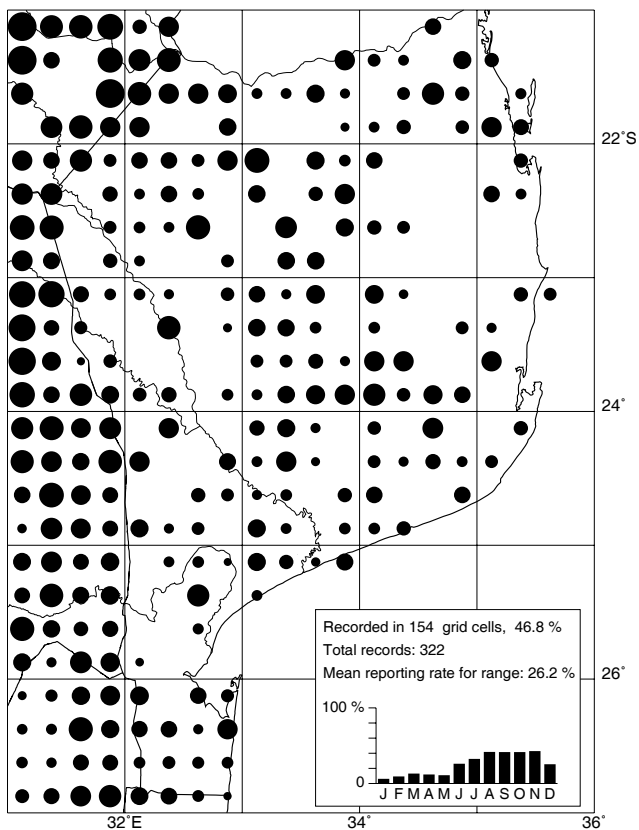 22°S
24°
Recorded in 154 grid cells, 46.8 %
Total records: 322
Mean reporting rate for range: 26.2 %
26°
100 %
0
J F M A M J J A S O N D
32°E 34° 36°